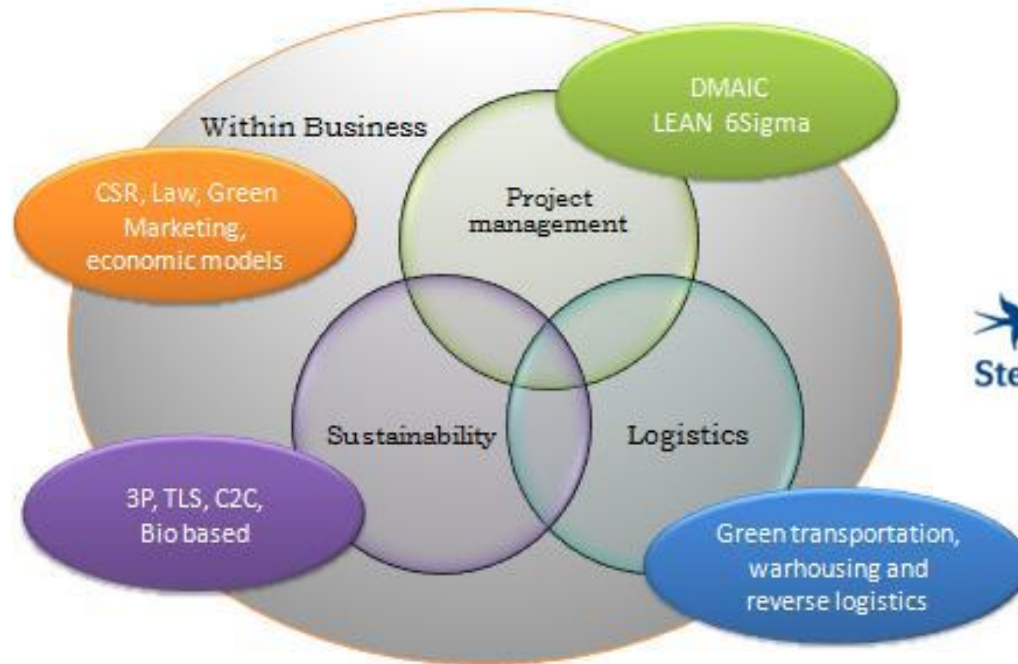 DMAIC
LEAN 6Sigma
Within Business
CSR, Law, Green
Marketing,
economic models
Project
management
Sustainability
Logistics
3P, TLS, C2C,
Bio based
Green transportation,
warhousing and
reverse logistics
Ste